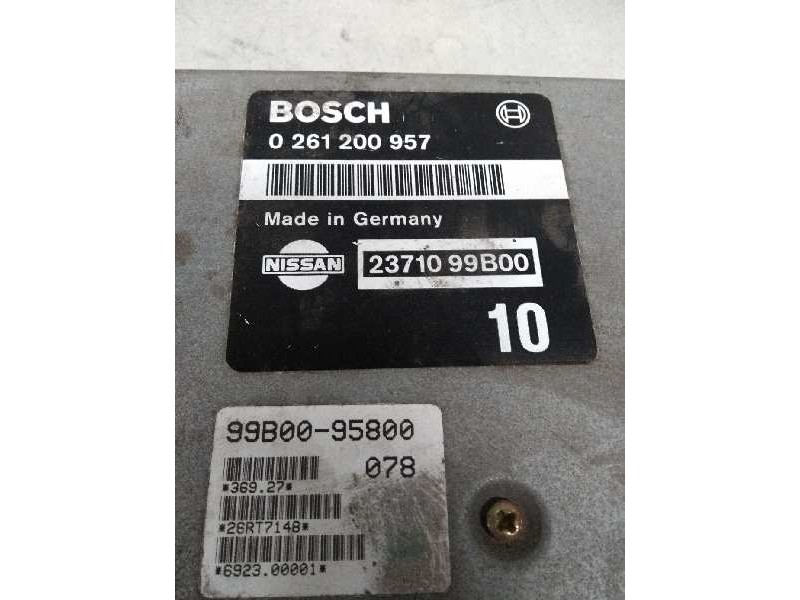 BOSCH
0 261 200 957
Made in Germany
NISSAN 23710 99B00
10
99B00-95800
078
*369.27*
*26RT7148*
*6923.00001*